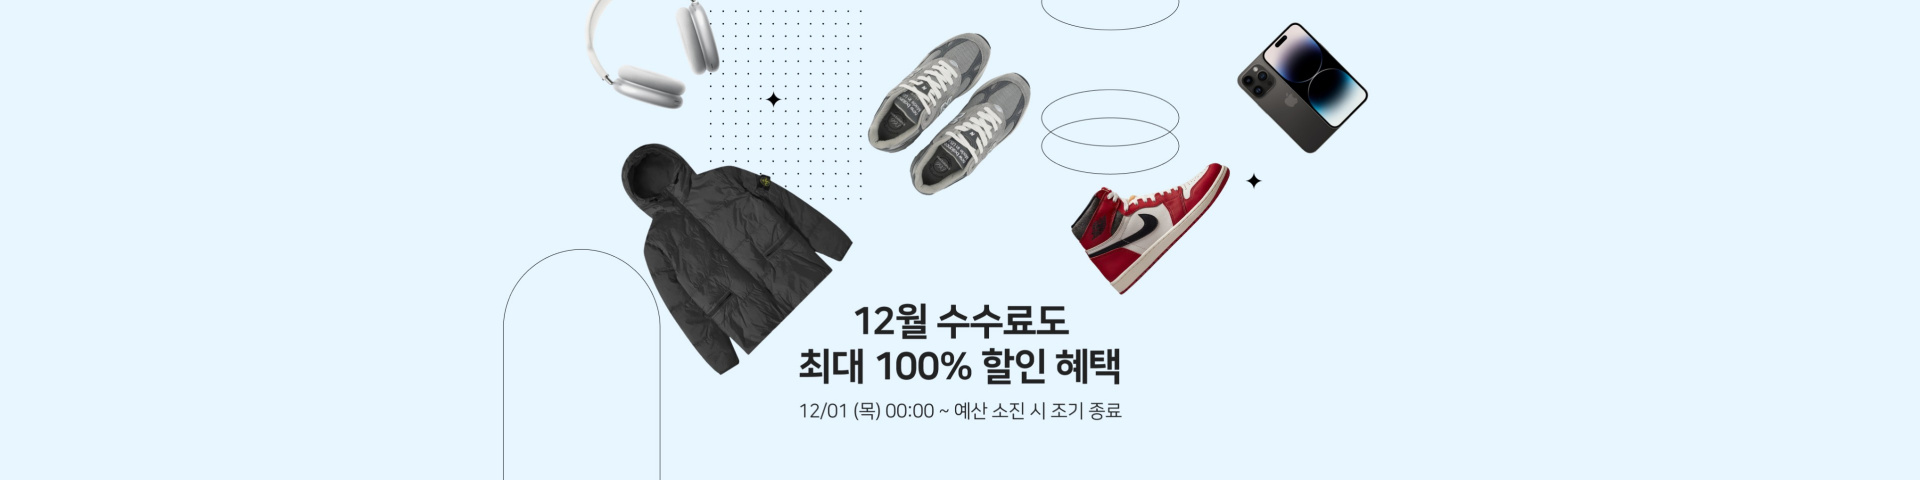 12월 수수료도
최대 100% 할인 혜택
12/01 (목) 00:00 ~ 예산 소진 시 조기 종료